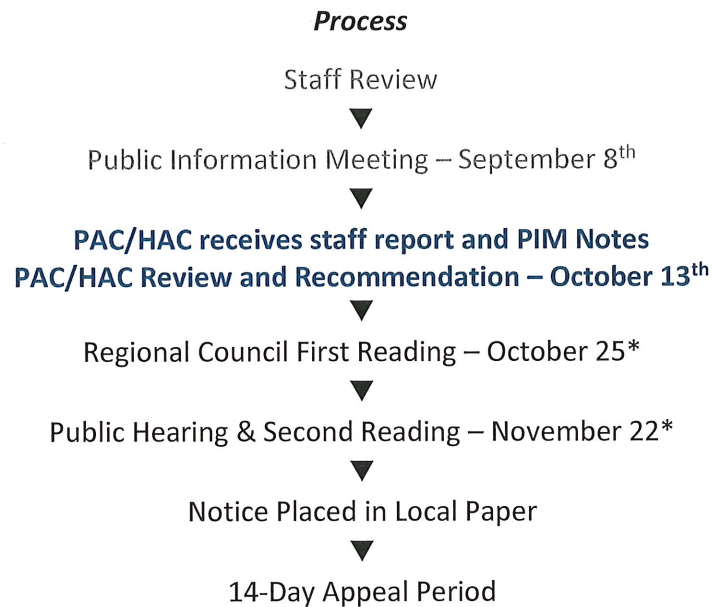 Process
Staff Review
Public Information Meeting – September 8th
PAC/HAC receives staff report and PIM Notes
PAC/HAC Review and Recommendation – October 13th
Regional Council First Reading – October 25*
Public Hearing & Second Reading – November 22*
Notice Placed in Local Paper
14-Day Appeal Period